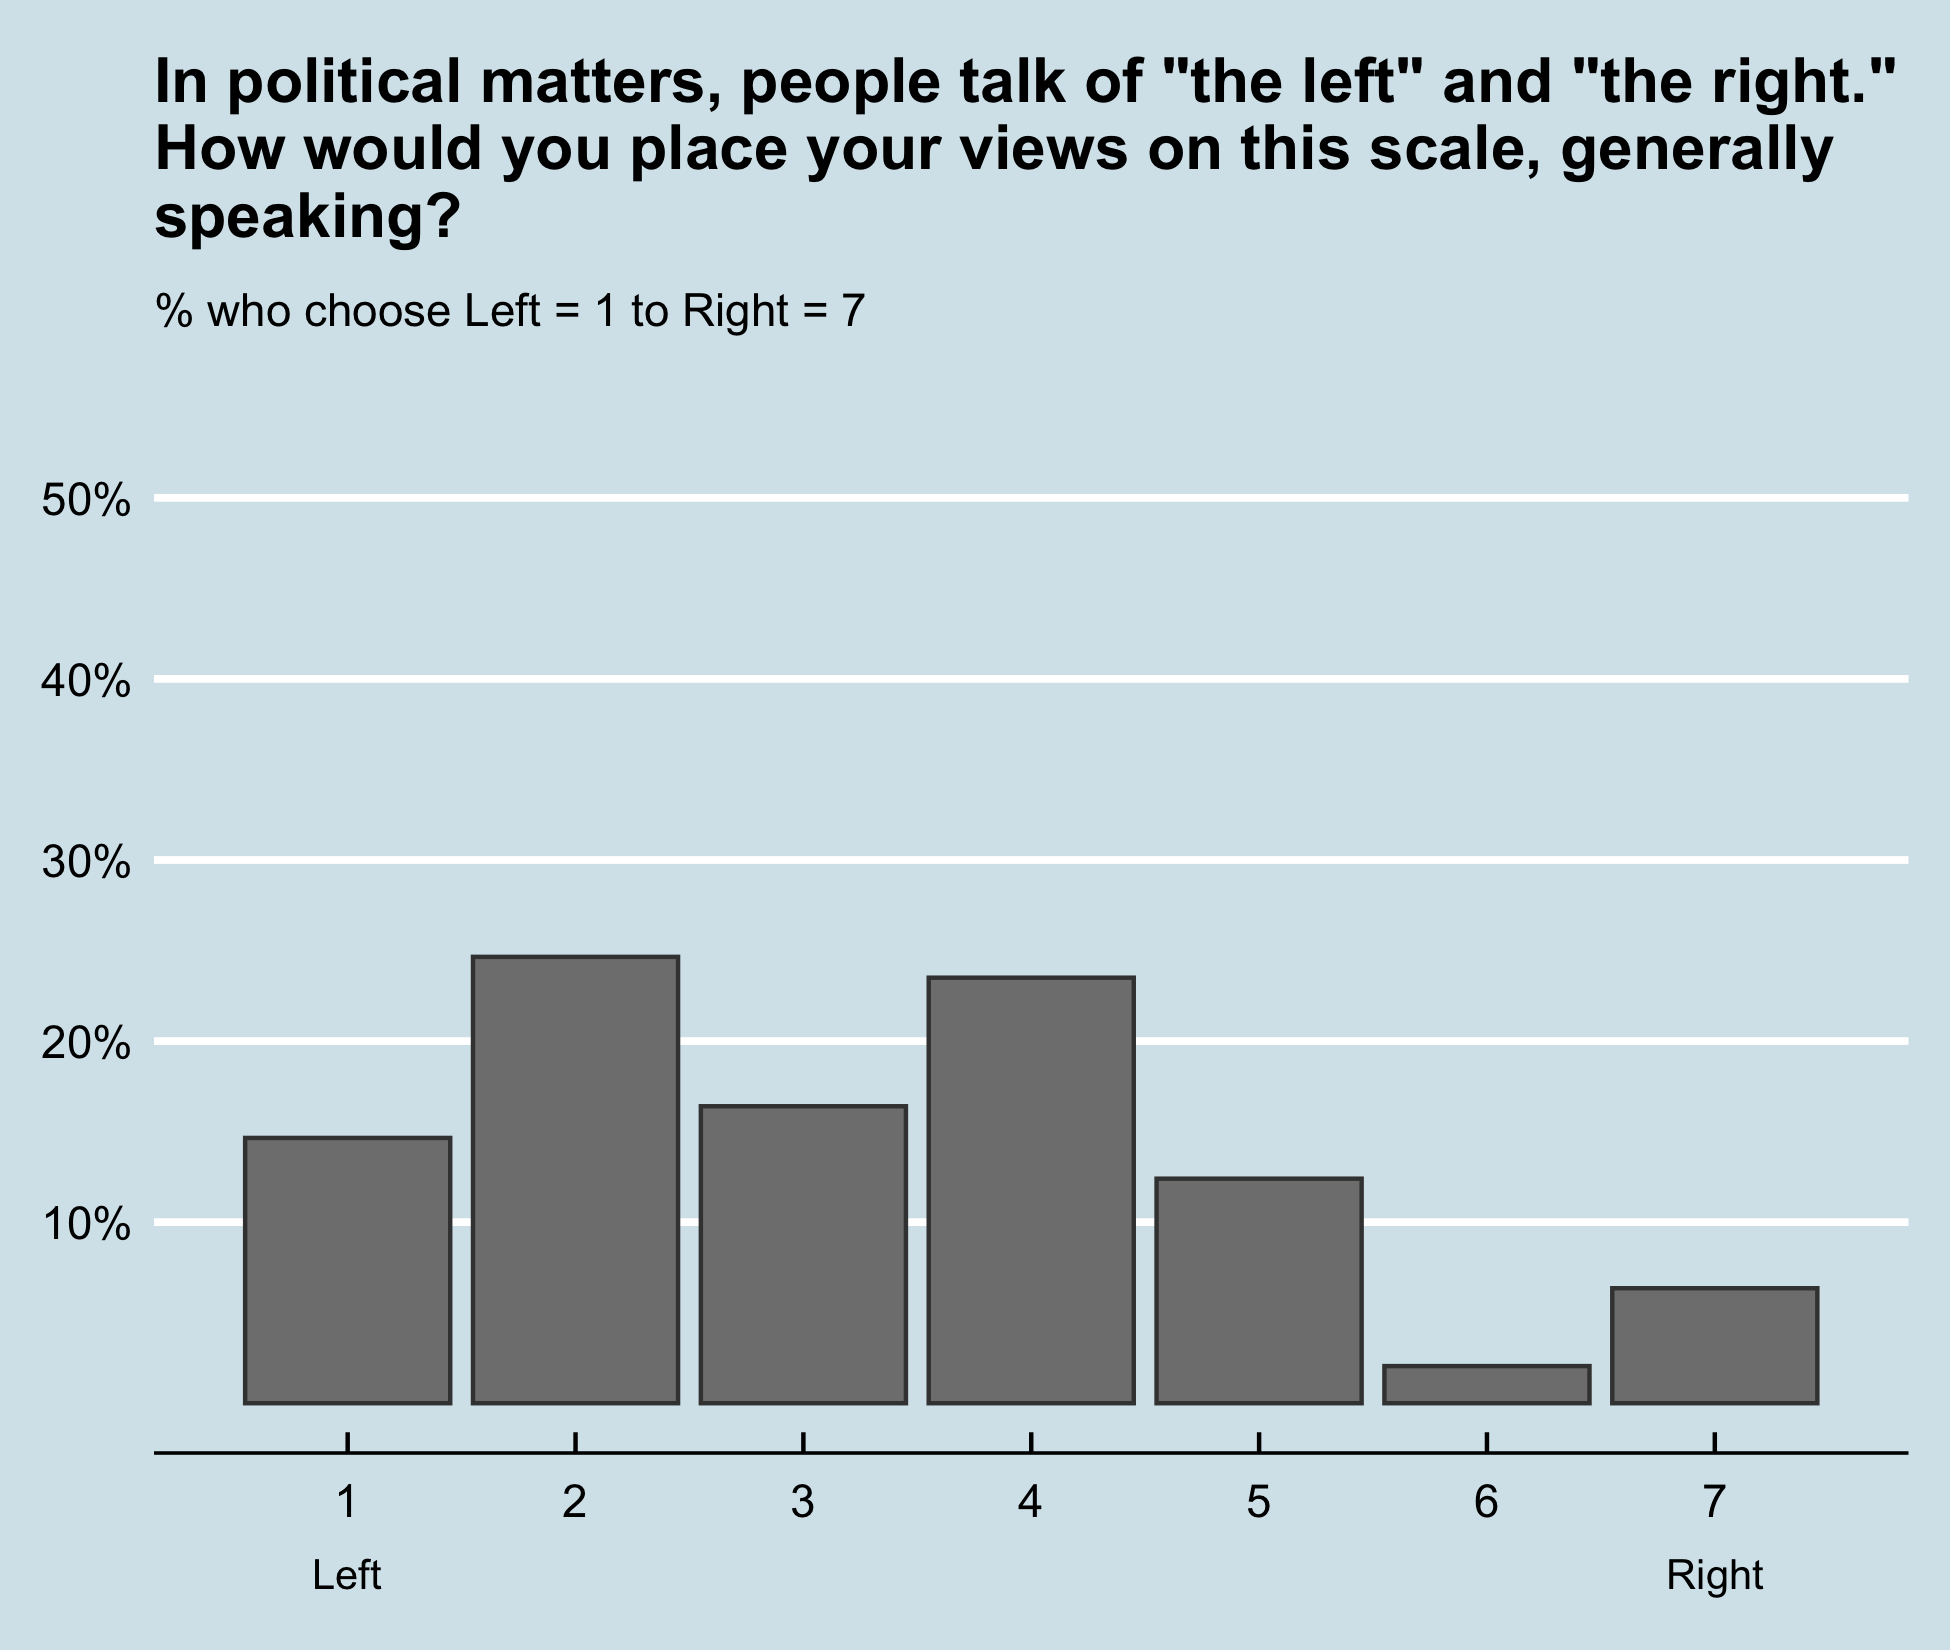 In political matters, people talk of "the left" and "the right."
How would you place your views on this scale, generally
speaking?
% who choose Left = 1 to Right = 7
50%
40%
30%
20%
10%
1 2 3 4 5 6 7
Left Right